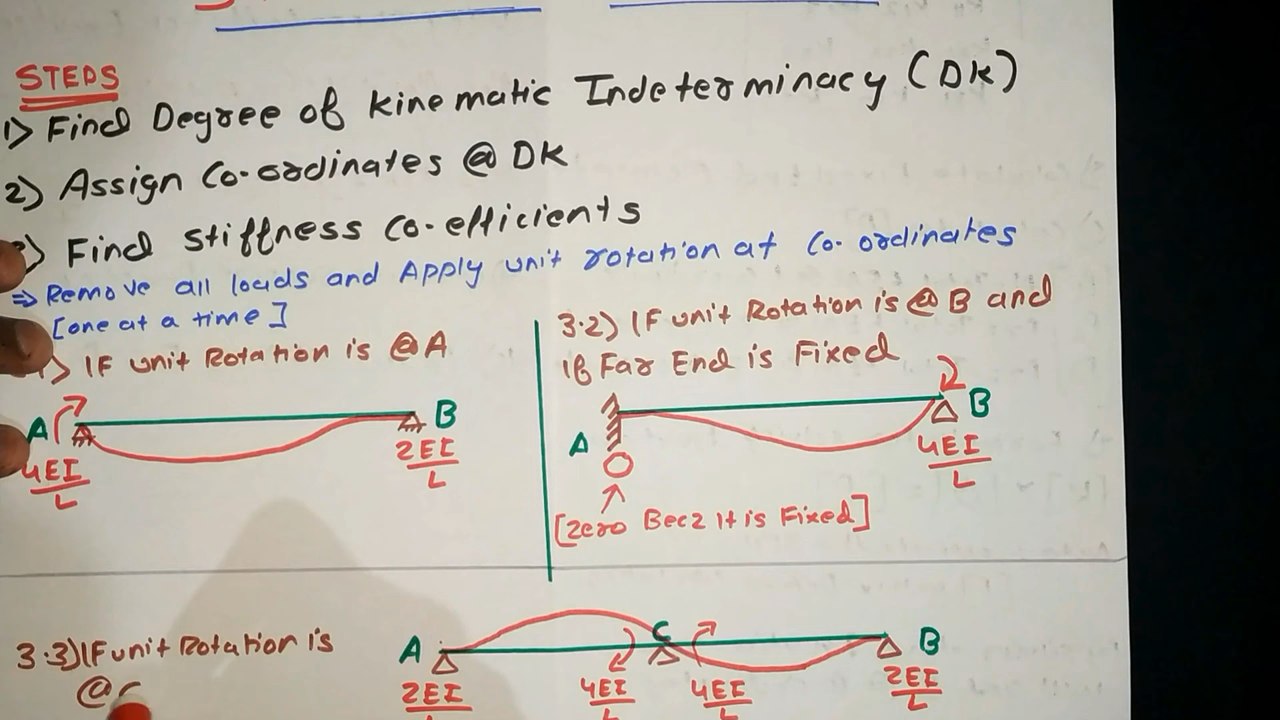 STEPS
1) Find Degree of kinematic Indeterminacy (DK)
2) Assign Co-ordinates @ DK
) Find stiffness co-efficients
⇒ Remove all loads and Apply unit rotation at Co-ordinates
[one at a time]
) IF unit Rotation is @ A
A B
4EI/L 2EI/L
3.2) IF unit Rotation is @ B and
if Far End is Fixed
A B
0 4EI/L
[Zero Becz It is Fixed]
3.3) IF unit Rotation is
@
A C B
2EI/L 4EI 4EI 2EI/L